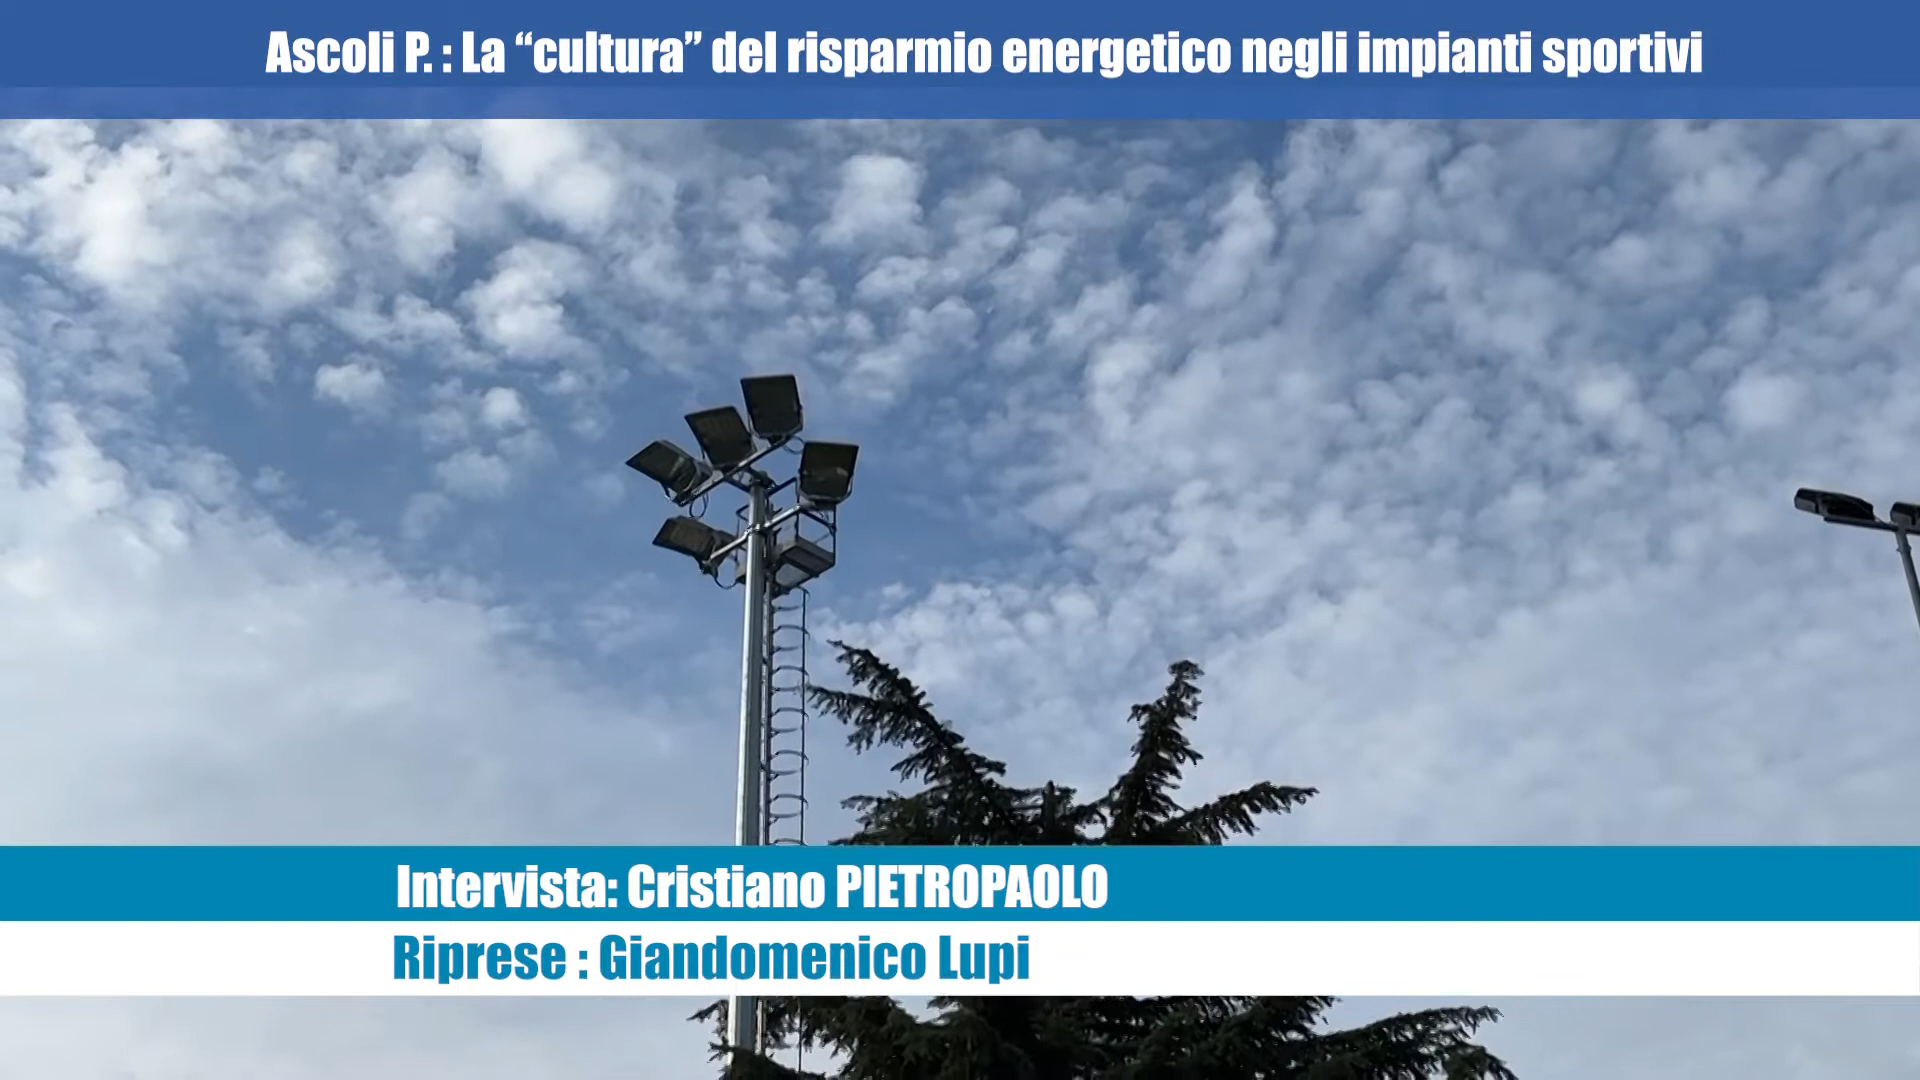 Ascoli P. : La “cultura” del risparmio energetico negli impianti sportivi
Intervista: Cristiano PIETROPAOLO
Riprese : Giandomenico Lupi